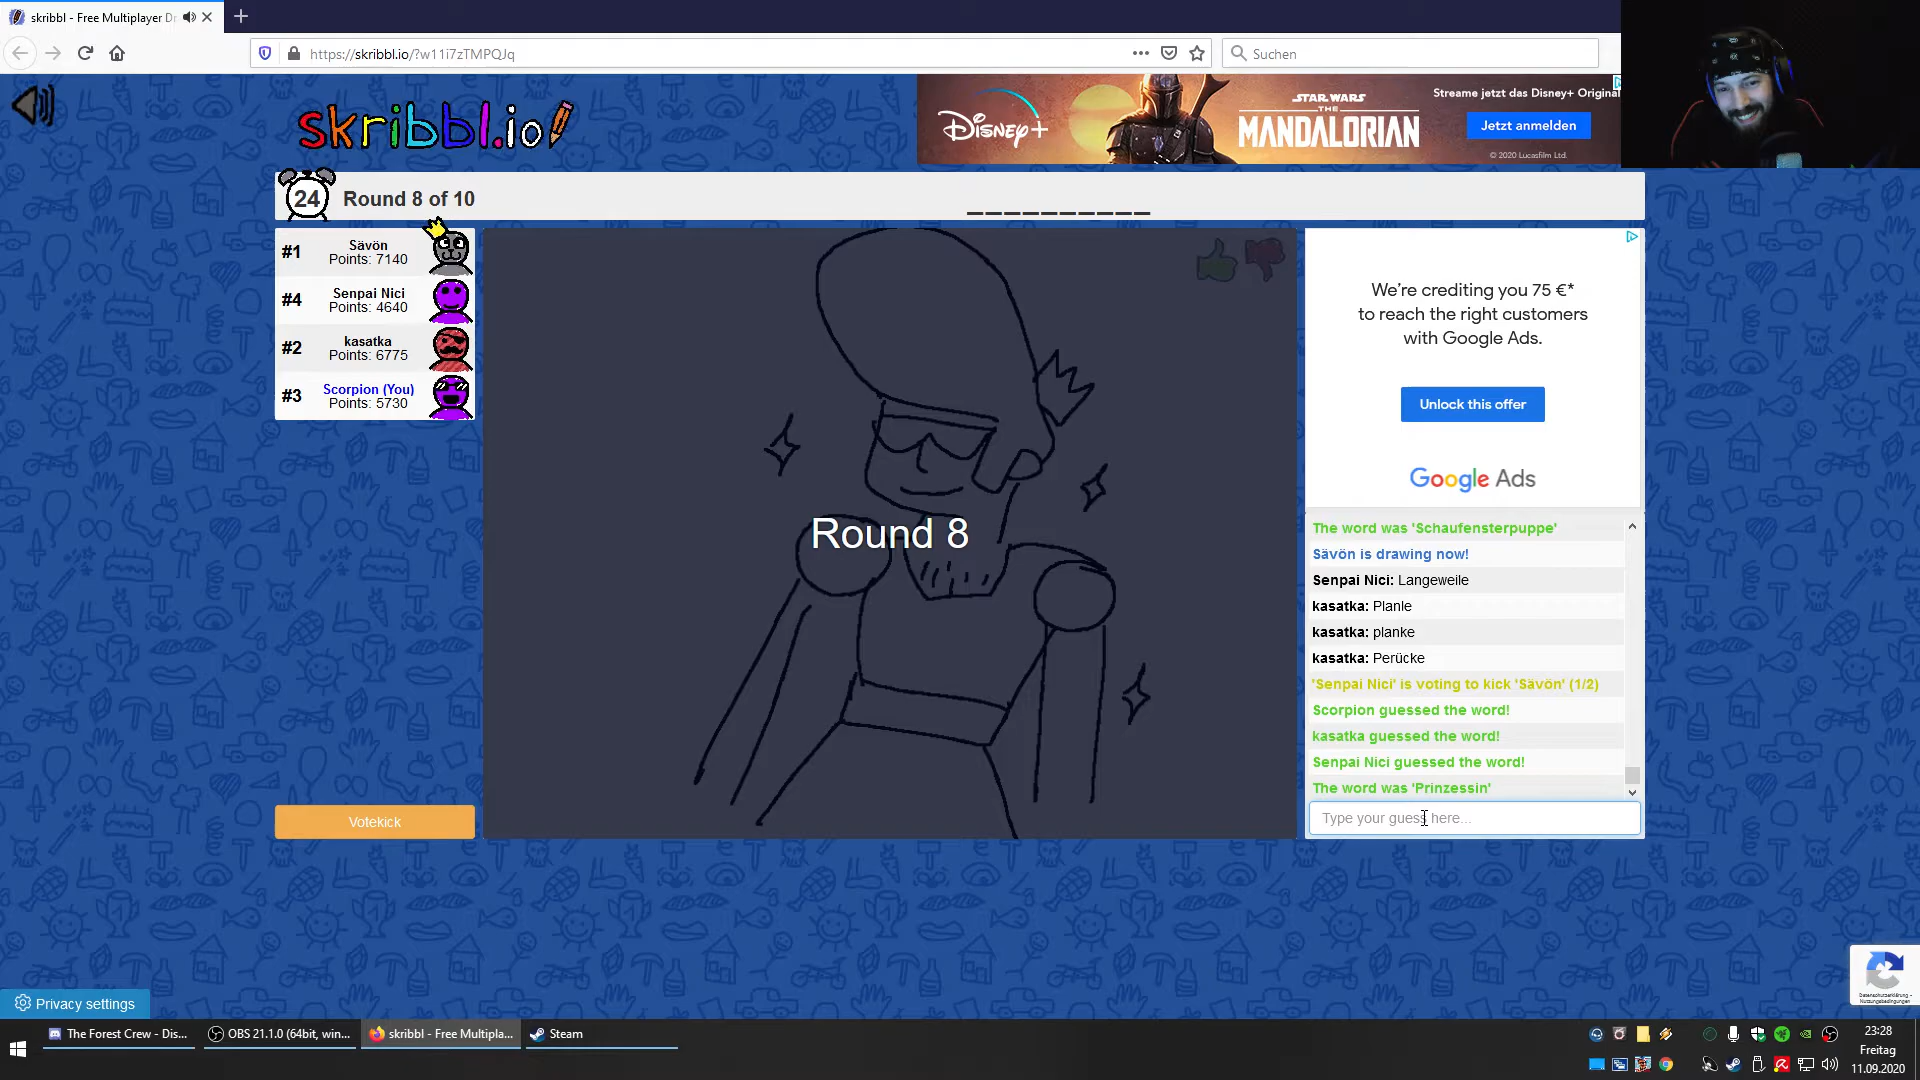 skribbl - Free Multiplayer Dr
https://skribbl.io/?w11i7zTMPQJq
Suchen
skribbl.io
Disney+
STAR WARS
THE
MANDALORIAN
Streame jetzt das Disney+ Original
Jetzt anmelden
© 2020 Lucasfilm Ltd.
24
Round 8 of 10
__________
#1
Sävön
Points: 7140
#4
Senpai Nici
Points: 4640
#2
kasatka
Points: 6775
#3
Scorpion (You)
Points: 5730
Votekick
Round 8
We're crediting you 75 €*
to reach the right customers
with Google Ads.
Unlock this offer
Google Ads
The word was 'Schaufensterpuppe'
Sävön is drawing now!
Senpai Nici: Langeweile
kasatka: Planle
kasatka: planke
kasatka: Perücke
'Senpai Nici' is voting to kick 'Sävön' (1/2)
Scorpion guessed the word!
kasatka guessed the word!
Senpai Nici guessed the word!
The word was 'Prinzessin'
Type your guess here...
Privacy settings
Datenschutzerklärung -
Nutzungsbedingungen
The Forest Crew - Dis...
OBS 21.1.0 (64bit, win...
skribbl - Free Multipla...
Steam
23:28
Freitag
11.09.2020